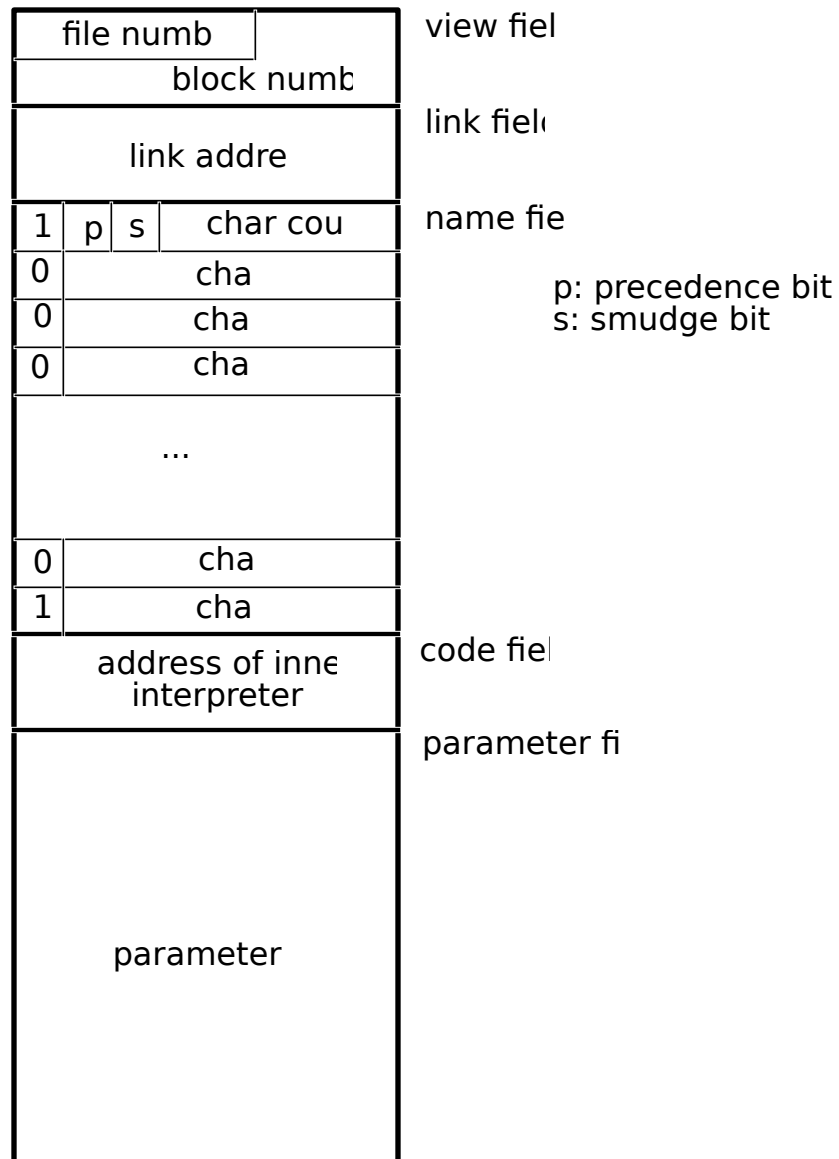 file numb
view fiel
block numb
link fiel
link addre
name fie
1 p s char cou
0 cha
p: precedence bit
0 cha
s: smudge bit
0 cha
...
0 cha
1 cha
code fiel
address of inne
interpreter
parameter fi
parameter